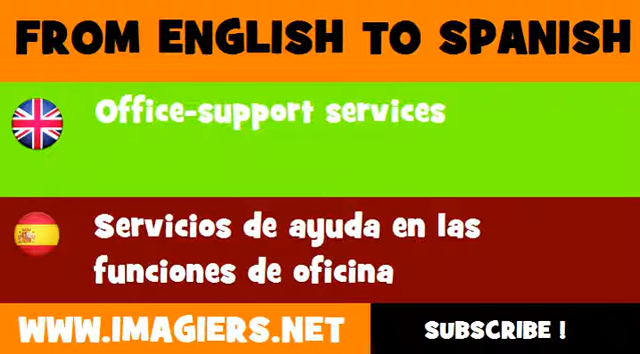 FROM ENGLISH TO SPANISH
Office-support services
Servicios de ayuda en las
funciones de oficina
WWW.IMAGIERS.NET
SUBSCRIBE !